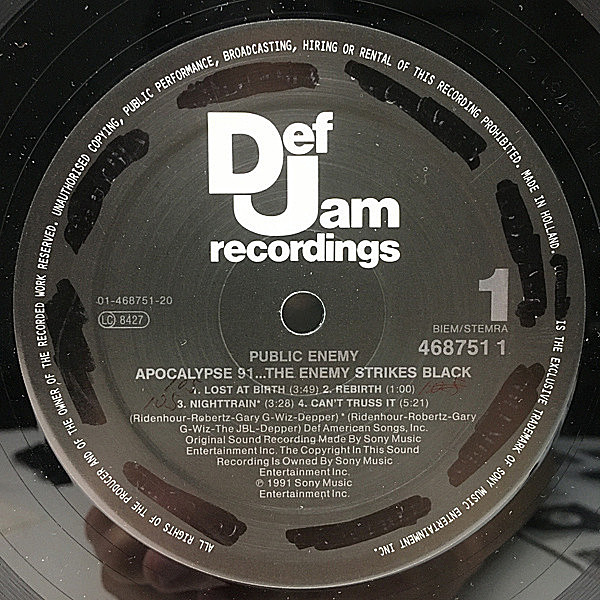 UNAUTHORISED COPYING, PUBLIC PERFORMANCE, BROADCASTING, HIRING OR RENTAL OF THIS RECORDING PROHIBITED. MADE IN HOLLAND.
Def
Jam
recordings
01-468751-20
LC 8427
1
BIEM/STEMRA
468751 1
PUBLIC ENEMY
APOCALYPSE 91...THE ENEMY STRIKES BLACK
1. LOST AT BIRTH (3:49) 2. REBIRTH (1:00)
3. NIGHTTRAIN* (3:28) 4. CAN'T TRUST IT (5:21)
(Ridenhour-Robertz-Gary G-Wiz-Depper) * (Ridenhour-Robertz-Gary
G-Wiz-The JBL-Depper) Def American Songs, Inc.
Original Sound Recording Made By Sony Music
Entertainment Inc. The Copyright In This Sound
Recording Is Owned By Sony Music
Entertainment Inc.
℗ 1991 Sony Music
Entertainment Inc.
IS THE EXCLUSIVE TRADEMARK OF SONY MUSIC ENTERTAINMENT INC.
ALL RIGHTS OF THE PRODUCER AND OF THE OWNER OF THE RECORDED WORK RESERVED.